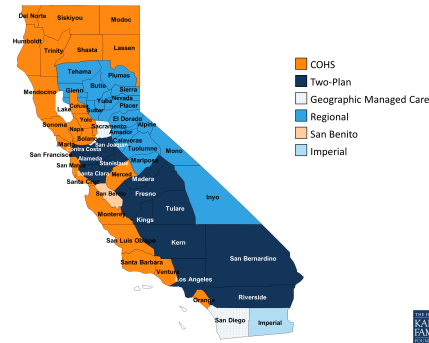 Del Norte
Siskiyou
Modoc
Humboldt
Trinity
Shasta
Lassen
Tehama
Plumas
Mendocino
Glenn
Butte
Sierra
Lake
Colusa
Sutter
Yuba
Nevada
Placer
Yolo
El Dorado
Sonoma
Napa
Sacramento
Alpine
Amador
Solano
Calaveras
Marin
San Joaquin
Contra Costa
Tuolumne
Mono
San Francisco
Alameda
Stanislaus
Mariposa
San Mateo
Santa Clara
Merced
Madera
Santa Cruz
San Benito
Fresno
Inyo
Monterey
Kings
Tulare
San Luis Obispo
Kern
San Bernardino
Santa Barbara
Ventura
Los Angeles
Orange
Riverside
San Diego
Imperial
COHS
Two-Plan
Geographic Managed Care
Regional
San Benito
Imperial